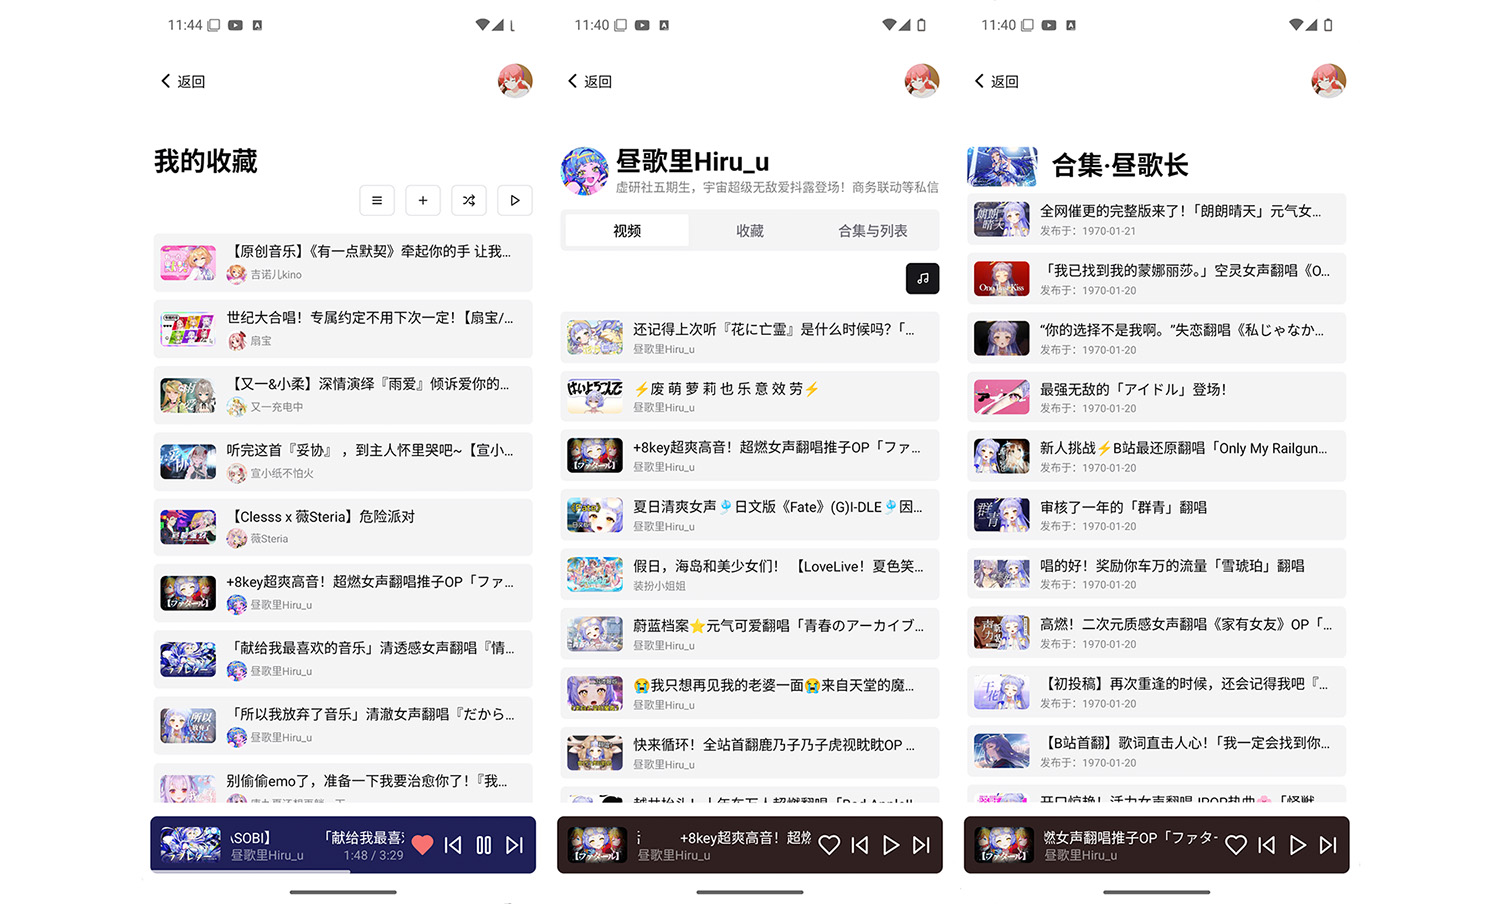 11:44
返回
我的收藏
【原创音乐】《有一点默契》牵起你的手 让我...
吉诺儿kino
世纪大合唱！专属约定不用下次一定！【扇宝/...
扇宝
【又一&小柔】深情演绎『雨爱』倾诉爱你的...
又一充电中
听完这首『妥协』 ，到主人怀里哭吧~【宣小...
宣小纸不怕火
【Clesss x 薇Steria】危险派对
薇Steria
+8key超爽高音！超燃女声翻唱推子OP「ファ...
【ファタール】
昼歌里Hiru_u
「献给我最喜欢的音乐」清透感女声翻唱『情...
ラブレター
昼歌里Hiru_u
「所以我放弃了音乐」清澈女声翻唱『だから...
昼歌里Hiru_u
别偷偷emo了，准备一下我要治愈你了！『我...
ASOBI】
「献给我最喜
昼歌里Hiru_u
1:48 / 3:29
11:40
返回
昼歌里Hiru_u
虚研社五期生，宇宙超级无敌爱抖露登场！商务联动等私信
视频
收藏
合集与列表
还记得上次听『花に亡霊』是什么时候吗?「...
昼歌里Hiru_u
⚡废 萌 萝 莉 也 乐 意 效 劳⚡
昼歌里Hiru_u
+8key超爽高音！超燃女声翻唱推子OP「ファ...
【ファタール】
昼歌里Hiru_u
夏日清爽女声🎐日文版《Fate》(G)I-DLE🎐因...
昼歌里Hiru_u
假日，海岛和美少女们！ 【LoveLive！夏色笑...
装扮小姐姐
蔚蓝档案⭐元气可爱翻唱「青春のアーカイブ...
昼歌里Hiru_u
😭我只想再见我的老婆一面😭来自天堂的魔...
昼歌里Hiru_u
快来循环！全站首翻鹿乃子乃子虎视眈眈OP ...
昼歌里Hiru_u
+8key超爽高音！超燃
昼歌里Hiru_u
11:40
返回
合集·昼歌长
全网催更的完整版来了！「朗朗晴天」元气女...
朗朗晴天
发布于：1970-01-21
「我已找到我的蒙娜丽莎。」空灵女声翻唱《O...
One Last Kiss
发布于：1970-01-20
“你的选择不是我啊。”失恋翻唱《私じゃなか...
发布于：1970-01-20
最强无敌的「アイドル」登场！
发布于：1970-01-20
新人挑战⚡B站最还原翻唱「Only My Railgun...
发布于：1970-01-20
审核了一年的「群青」翻唱
群青
发布于：1970-01-20
唱的好！奖励你车万的流量「雪琥珀」翻唱
发布于：1970-01-20
高燃！二次元质感女声翻唱《家有女友》OP「...
发布于：1970-01-20
【初投稿】再次重逢的时候，还会记得我吧『...
发布于：1970-01-20
【B站首翻】歌词直击人心！「我一定会找到你...
发布于：1970-01-20
燃女声翻唱推子OP「ファター
昼歌里Hiru_u